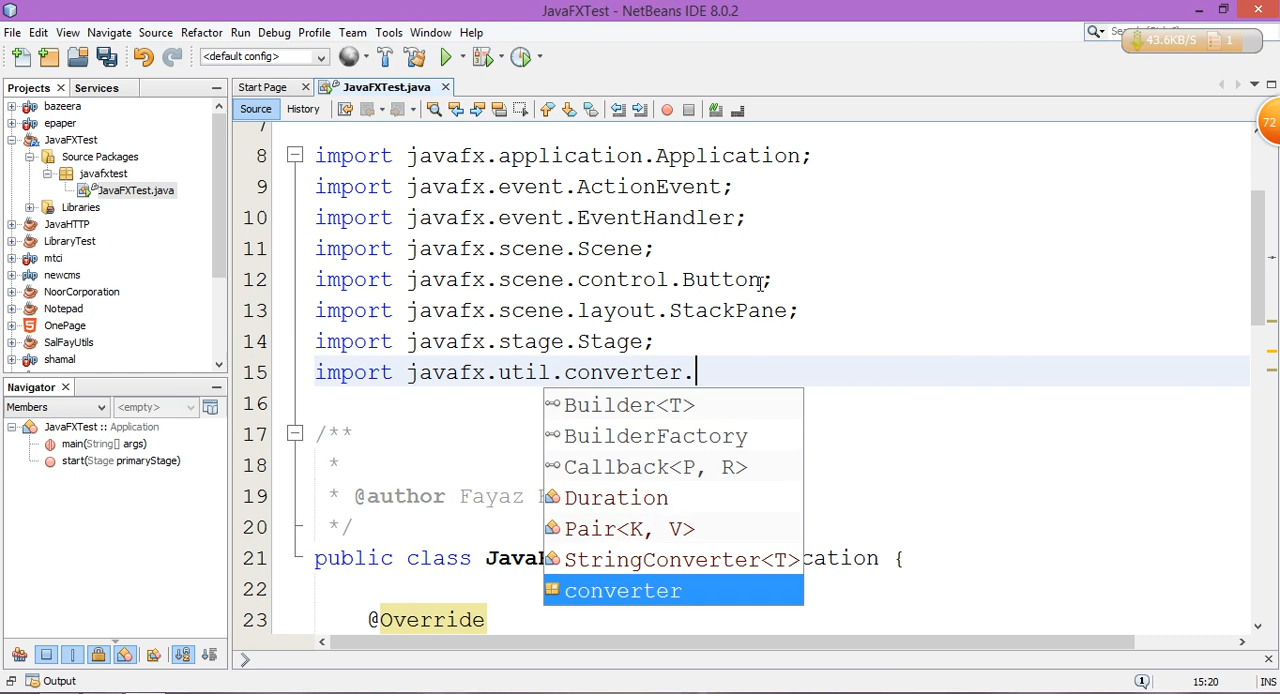 JavaFXTest - NetBeans IDE 8.0.2
File Edit View Navigate Source Refactor Run Debug Profile Team Tools Window Help
43.6KB/S 1
<default config>
Projects Services
Start Page JavaFXTest.java
Source History
72
bazeera
epaper
JavaFXTest
Source Packages
javafxtest
JavaFXTest.java
Libraries
JavaHTTP
LibraryTest
mtci
newcms
NoorCorporation
Notepad
OnePage
SalFayUtils
shamal
Navigator
Members <empty>
JavaFXTest :: Application
main(String[] args)
start(Stage primaryStage)
7
8 import javafx.application.Application;
9 import javafx.event.ActionEvent;
10 import javafx.event.EventHandler;
11 import javafx.scene.Scene;
12 import javafx.scene.control.Button;
13 import javafx.scene.layout.StackPane;
14 import javafx.stage.Stage;
15 import javafx.util.converter.
16
17 /**
18 *
19 * @author Fayaz
20 */
21 public class JavaF cation {
22
23 @Override
Builder<T>
BuilderFactory
Callback<P, R>
Duration
Pair<K, V>
StringConverter<T>
converter
Output
1 15:20 INS